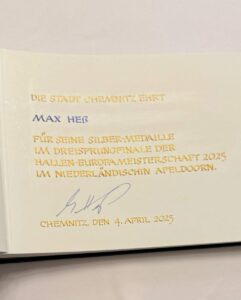 DIE STADT CHEMNITZ EHRT
MAX HEß
FÜR SEINE SILBER-MEDAILLE
IM DREISPRUNGFINALE DER
HALLEN-EUROPAMEISTERSCHAFT 2025
IM NIEDERLÄNDISCHIN APELDOORN.
CHEMNITZ, DEN 4. APRIL 2025